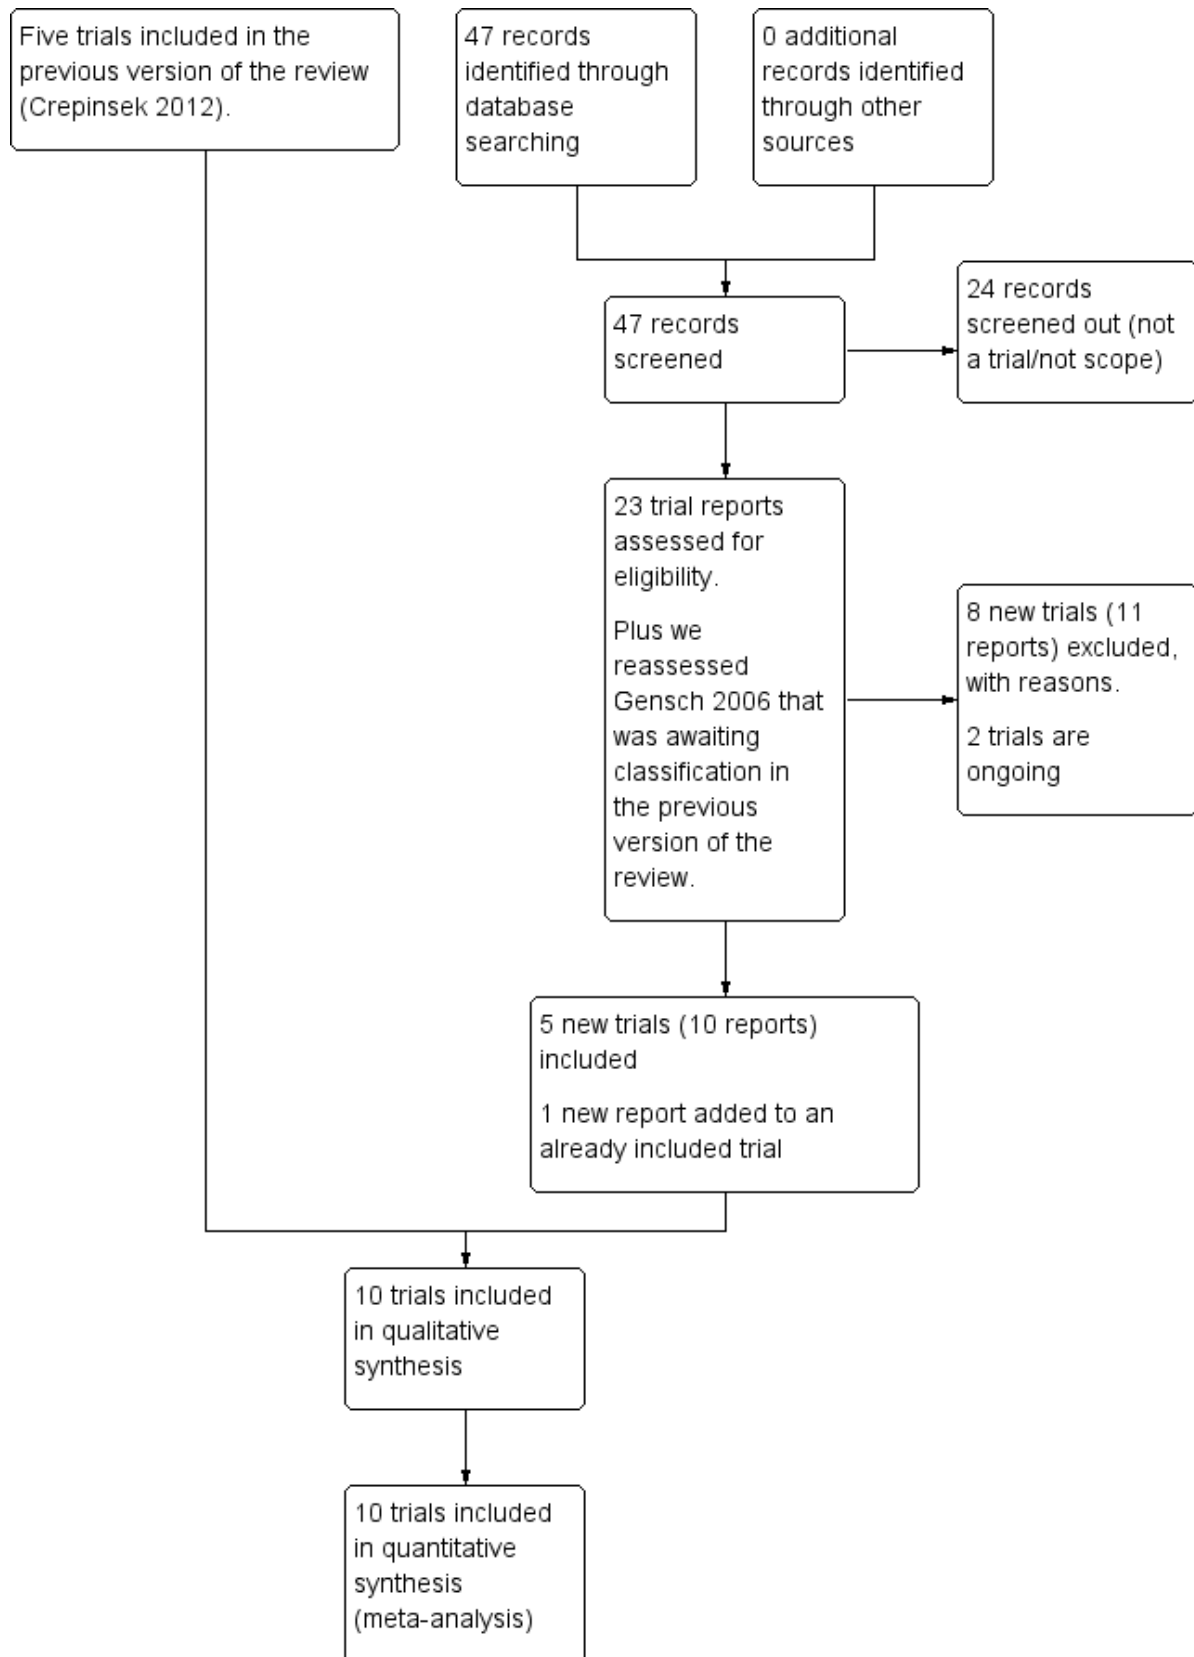 Five trials included in the
previous version of the review
(Crepinsek 2012).
47 records
identified through
database
searching
0 additional
records identified
through other
sources
47 records
screened
24 records
screened out (not
a trial/not scope)
23 trial reports
assessed for
eligibility.
Plus we
reassessed
Gensch 2006 that
was awaiting
classification in
the previous
version of the
review.
8 new trials (11
reports) excluded,
with reasons.
2 trials are
ongoing
5 new trials (10 reports)
included
1 new report added to an
already included trial
10 trials included
in qualitative
synthesis
10 trials included
in quantitative
synthesis
(meta-analysis)